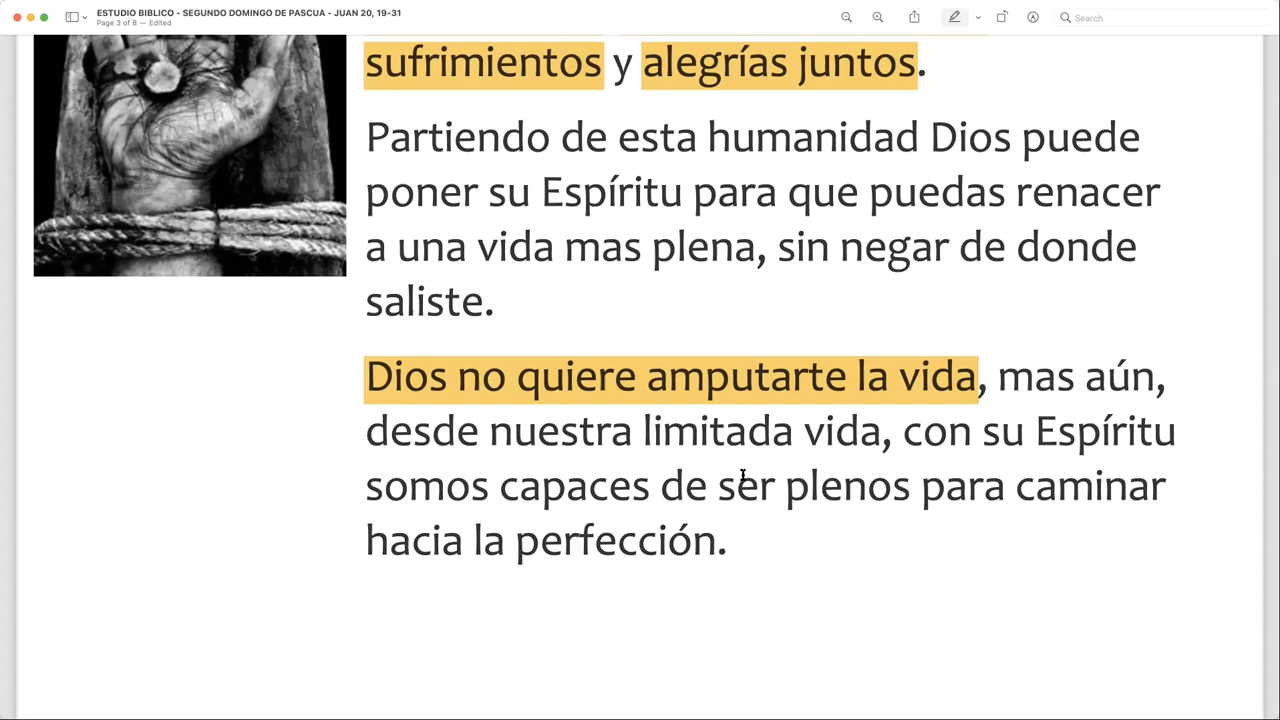 ESTUDIO BIBLICO - SEGUNDO DOMINGO DE PASCUA - JUAN 20, 19-31
Page 3 of 8 — Edited
Search
sufrimientos y alegrías juntos.
Partiendo de esta humanidad Dios puede
poner su Espíritu para que puedas renacer
a una vida mas plena, sin negar de donde
saliste.
Dios no quiere amputarte la vida, mas aún,
desde nuestra limitada vida, con su Espíritu
somos capaces de ser plenos para caminar
hacia la perfección.